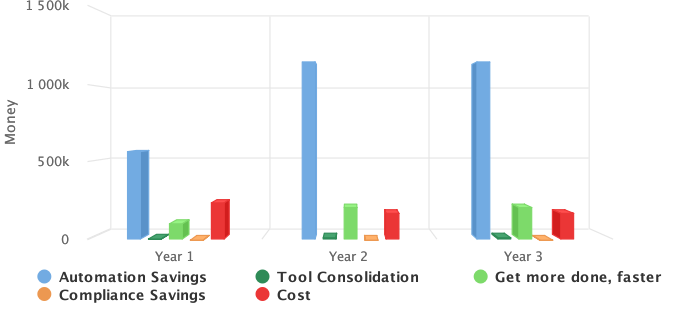 1 500k
1 000k
Money
500k
0
Year 1 Year 2 Year 3
Automation Savings Tool Consolidation Get more done, faster
Compliance Savings Cost